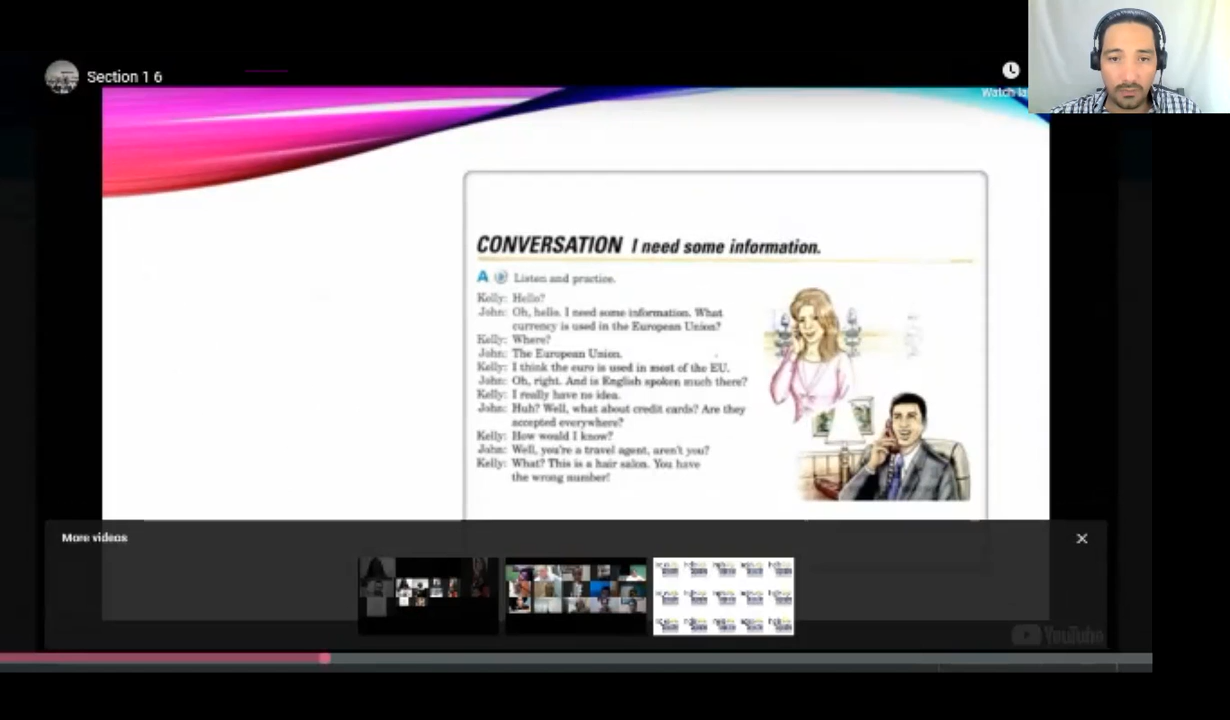 Section 1 6
Watch la
CONVERSATION I need some information.
A Listen and practice.
Kelly: Hello?
John: Oh, hello. I need some information. What
currency is used in the European Union?
Kelly: Where?
John: The European Union.
Kelly: I think the euro is used in most of the EU.
John: Oh, right. And is English spoken much there?
Kelly: I really have no idea.
John: Huh? Well, what about credit cards? Are they
accepted everywhere?
Kelly: How would I know?
John: Well, you're a travel agent, aren't you?
Kelly: What? This is a hair salon. You have
the wrong number!
More videos
YouTube